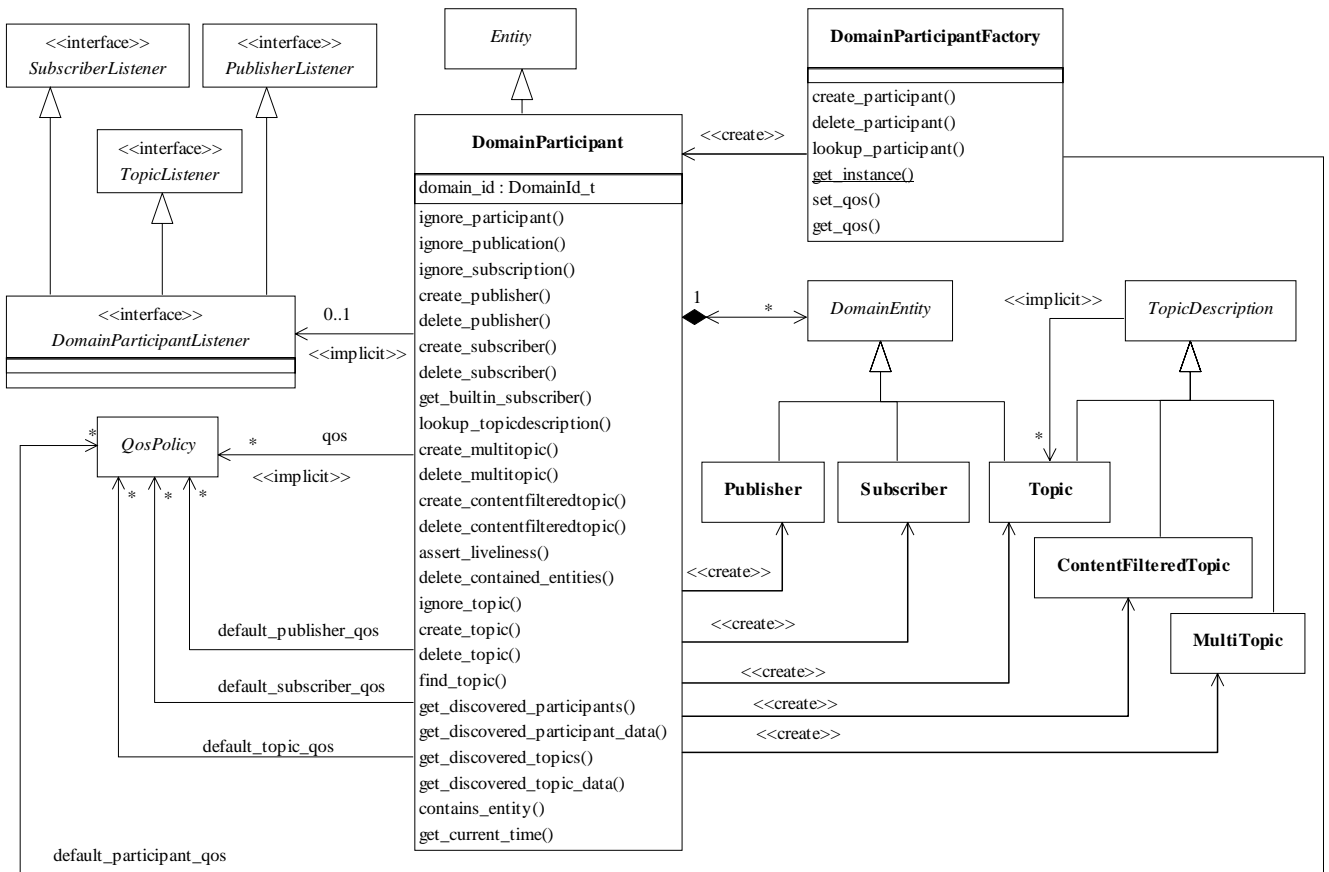 <<interface>>
SubscriberListener
<<interface>>
PublisherListener
<<interface>>
TopicListener
<<interface>>
DomainParticipantListener
0..1
<<implicit>>
Entity
DomainParticipant
domain_id : DomainId_t
ignore_participant()
ignore_publication()
ignore_subscription()
create_publisher()
delete_publisher()
create_subscriber()
delete_subscriber()
get_builtin_subscriber()
lookup_topicdescription()
create_multitopic()
delete_multitopic()
create_contentfilteredtopic()
delete_contentfilteredtopic()
assert_liveliness()
delete_contained_entities()
ignore_topic()
create_topic()
delete_topic()
find_topic()
get_discovered_participants()
get_discovered_participant_data()
get_discovered_topics()
get_discovered_topic_data()
contains_entity()
get_current_time()
<<create>>
DomainParticipantFactory
create_participant()
delete_participant()
lookup_participant()
get_instance()
set_qos()
get_qos()
1
*
DomainEntity
<<implicit>>
TopicDescription
*
Publisher
Subscriber
Topic
ContentFilteredTopic
MultiTopic
<<create>>
<<create>>
<<create>>
<<create>>
<<create>>
*
QosPolicy
*
qos
<<implicit>>
*
*
*
default_publisher_qos
default_subscriber_qos
default_topic_qos
default_participant_qos